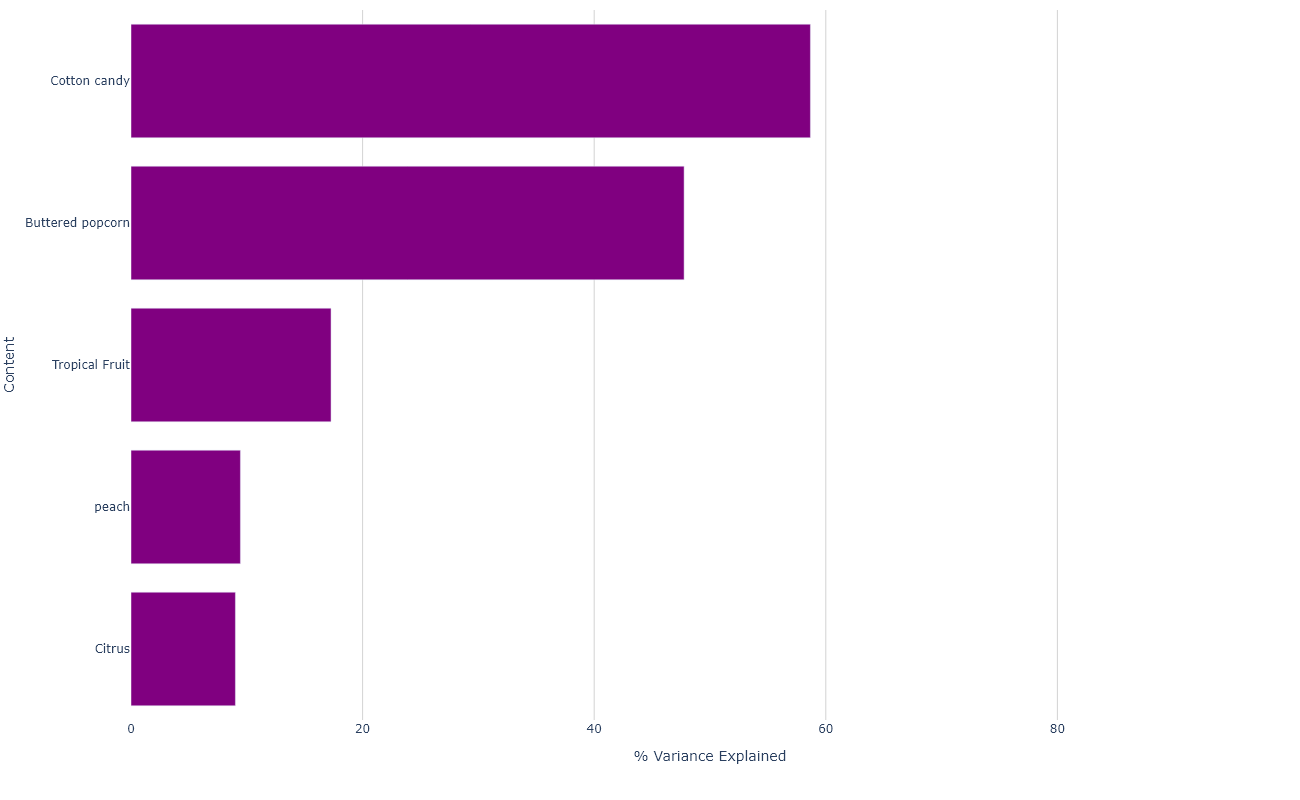 Cotton candy
Buttered popcorn
Tropical Fruit
peach
Citrus
Content
0 20 40 60 80
% Variance Explained